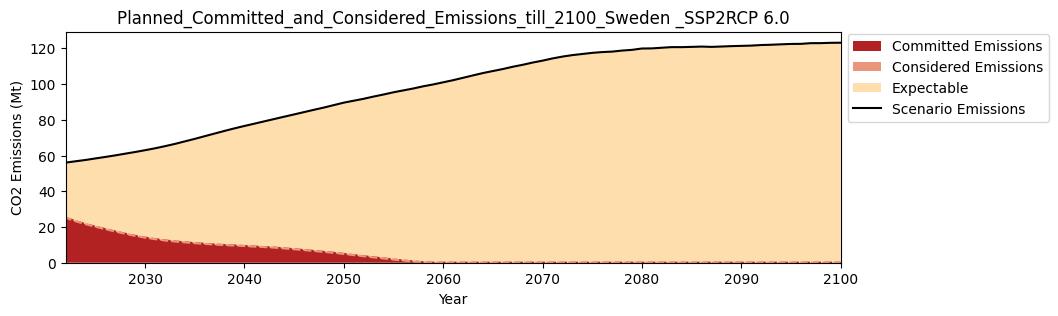 Planned_Committed_and_Considered_Emissions_till_2100_Sweden _SSP2RCP 6.0
120
100
80
60
40
20
0
CO2 Emissions (Mt)
2030 2040 2050 2060 2070 2080 2090 2100
Year
Committed Emissions
Considered Emissions
Expectable
Scenario Emissions